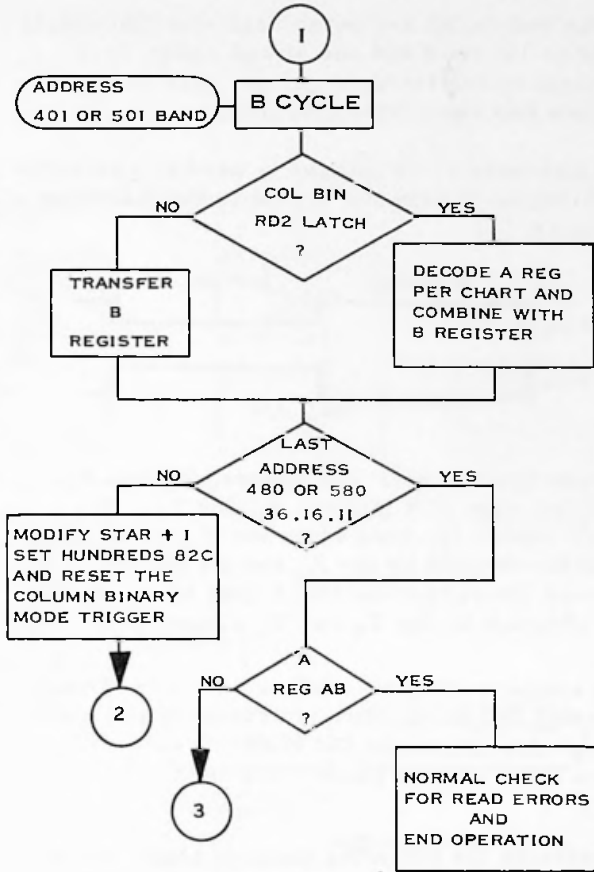 I
ADDRESS
401 OR 501 BAND
B CYCLE
COL BIN
RD2 LATCH
?
NO
YES
TRANSFER
B
REGISTER
DECODE A REG
PER CHART AND
COMBINE WITH
B REGISTER
LAST
ADDRESS
480 OR 580
36.16.11
?
NO
YES
MODIFY STAR + I
SET HUNDREDS 82C
AND RESET THE
COLUMN BINARY
MODE TRIGGER
2
A
REG AB
?
NO
YES
3
NORMAL CHECK
FOR READ ERRORS
AND
END OPERATION